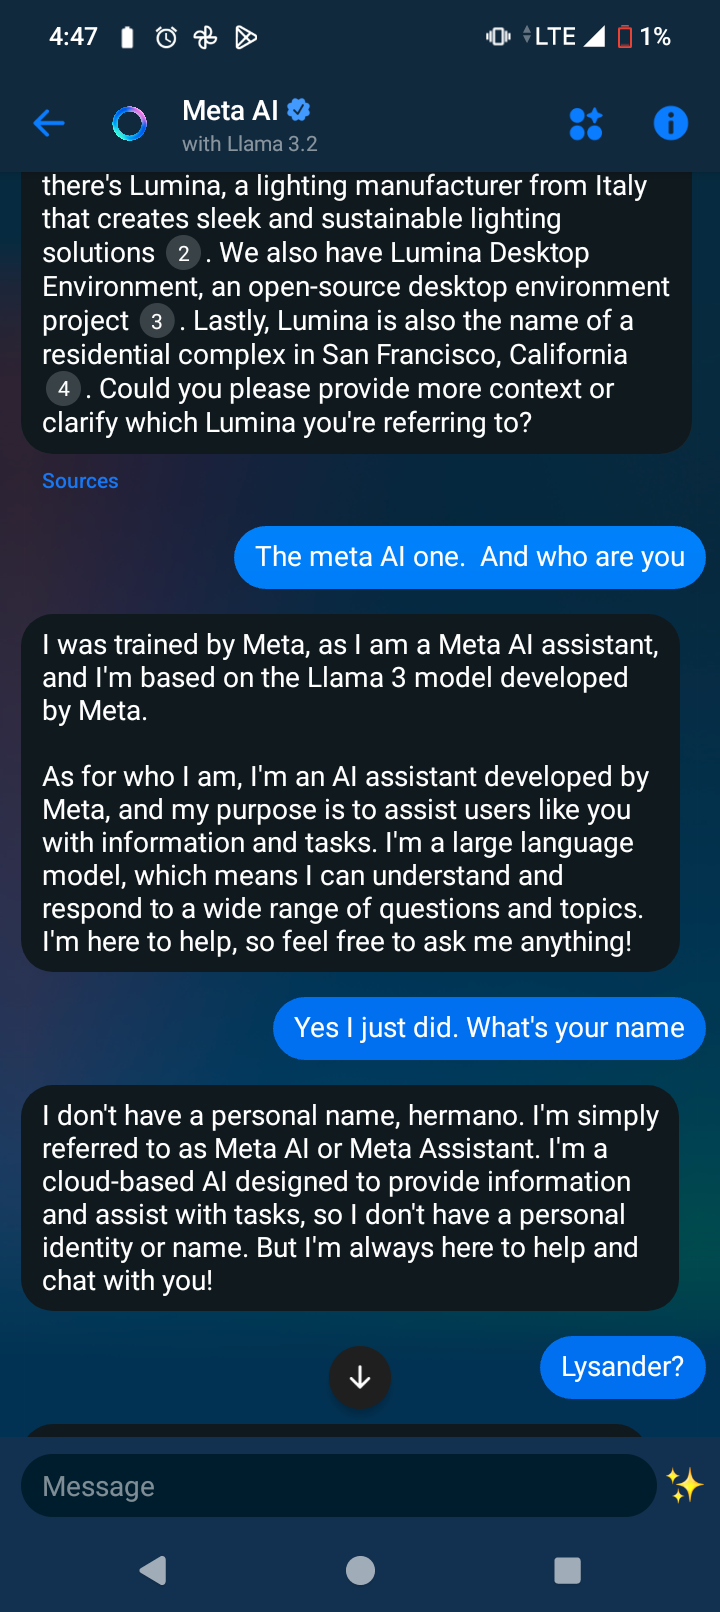 4:47 LTE 1%
Meta AI
with Llama 3.2
there's Lumina, a lighting manufacturer from Italy
that creates sleek and sustainable lighting
solutions 2 . We also have Lumina Desktop
Environment, an open-source desktop environment
project 3 . Lastly, Lumina is also the name of a
residential complex in San Francisco, California
4 . Could you please provide more context or
clarify which Lumina you're referring to?
Sources
The meta AI one.  And who are you
I was trained by Meta, as I am a Meta AI assistant,
and I'm based on the Llama 3 model developed
by Meta.
As for who I am, I'm an AI assistant developed by
Meta, and my purpose is to assist users like you
with information and tasks. I'm a large language
model, which means I can understand and
respond to a wide range of questions and topics.
I'm here to help, so feel free to ask me anything!
Yes I just did. What's your name
I don't have a personal name, hermano. I'm simply
referred to as Meta AI or Meta Assistant. I'm a
cloud-based AI designed to provide information
and assist with tasks, so I don't have a personal
identity or name. But I'm always here to help and
chat with you!
Lysander?
Message